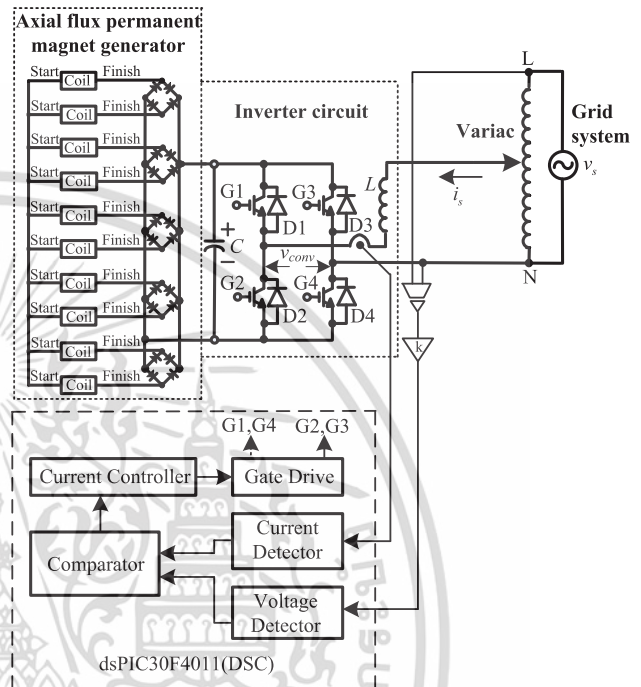 Axial flux permanent
magnet generator
Start Coil Finish
Start Coil Finish
Start Coil Finish
Start Coil Finish
Start Coil Finish
Start Coil Finish
Start Coil Finish
Start Coil Finish
Start Coil Finish
Start Coil Finish
Inverter circuit
G1
G3
D1
D3
+
C
−
v_conv
G2
G4
D2
D4
L
i_s
Variac
L
N
Grid
system
v_s
k
G1,G4
G2,G3
Current Controller
Gate Drive
Comparator
Current
Detector
Voltage
Detector
dsPIC30F4011(DSC)